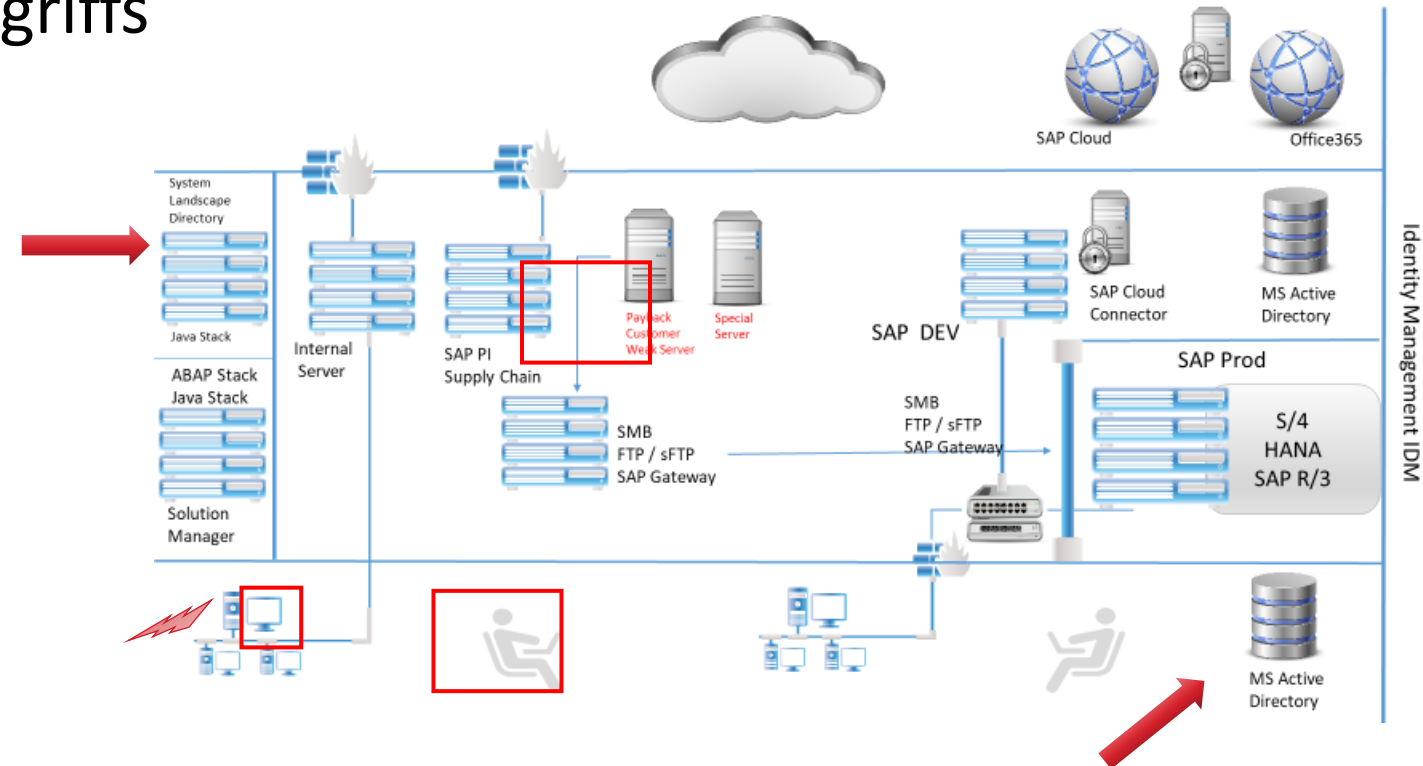 griffs
SAP Cloud
Office365
System
Landscape
Directory
Java Stack
ABAP Stack
Java Stack
Solution
Manager
Internal
Server
SAP PI
Supply Chain
Payback
Customer
Weak Server
Special
Server
SMB
FTP / sFTP
SAP Gateway
SAP DEV
SMB
FTP / sFTP
SAP Gateway
SAP Cloud
Connector
MS Active
Directory
SAP Prod
S/4
HANA
SAP R/3
MS Active
Directory
Identity Management IDM